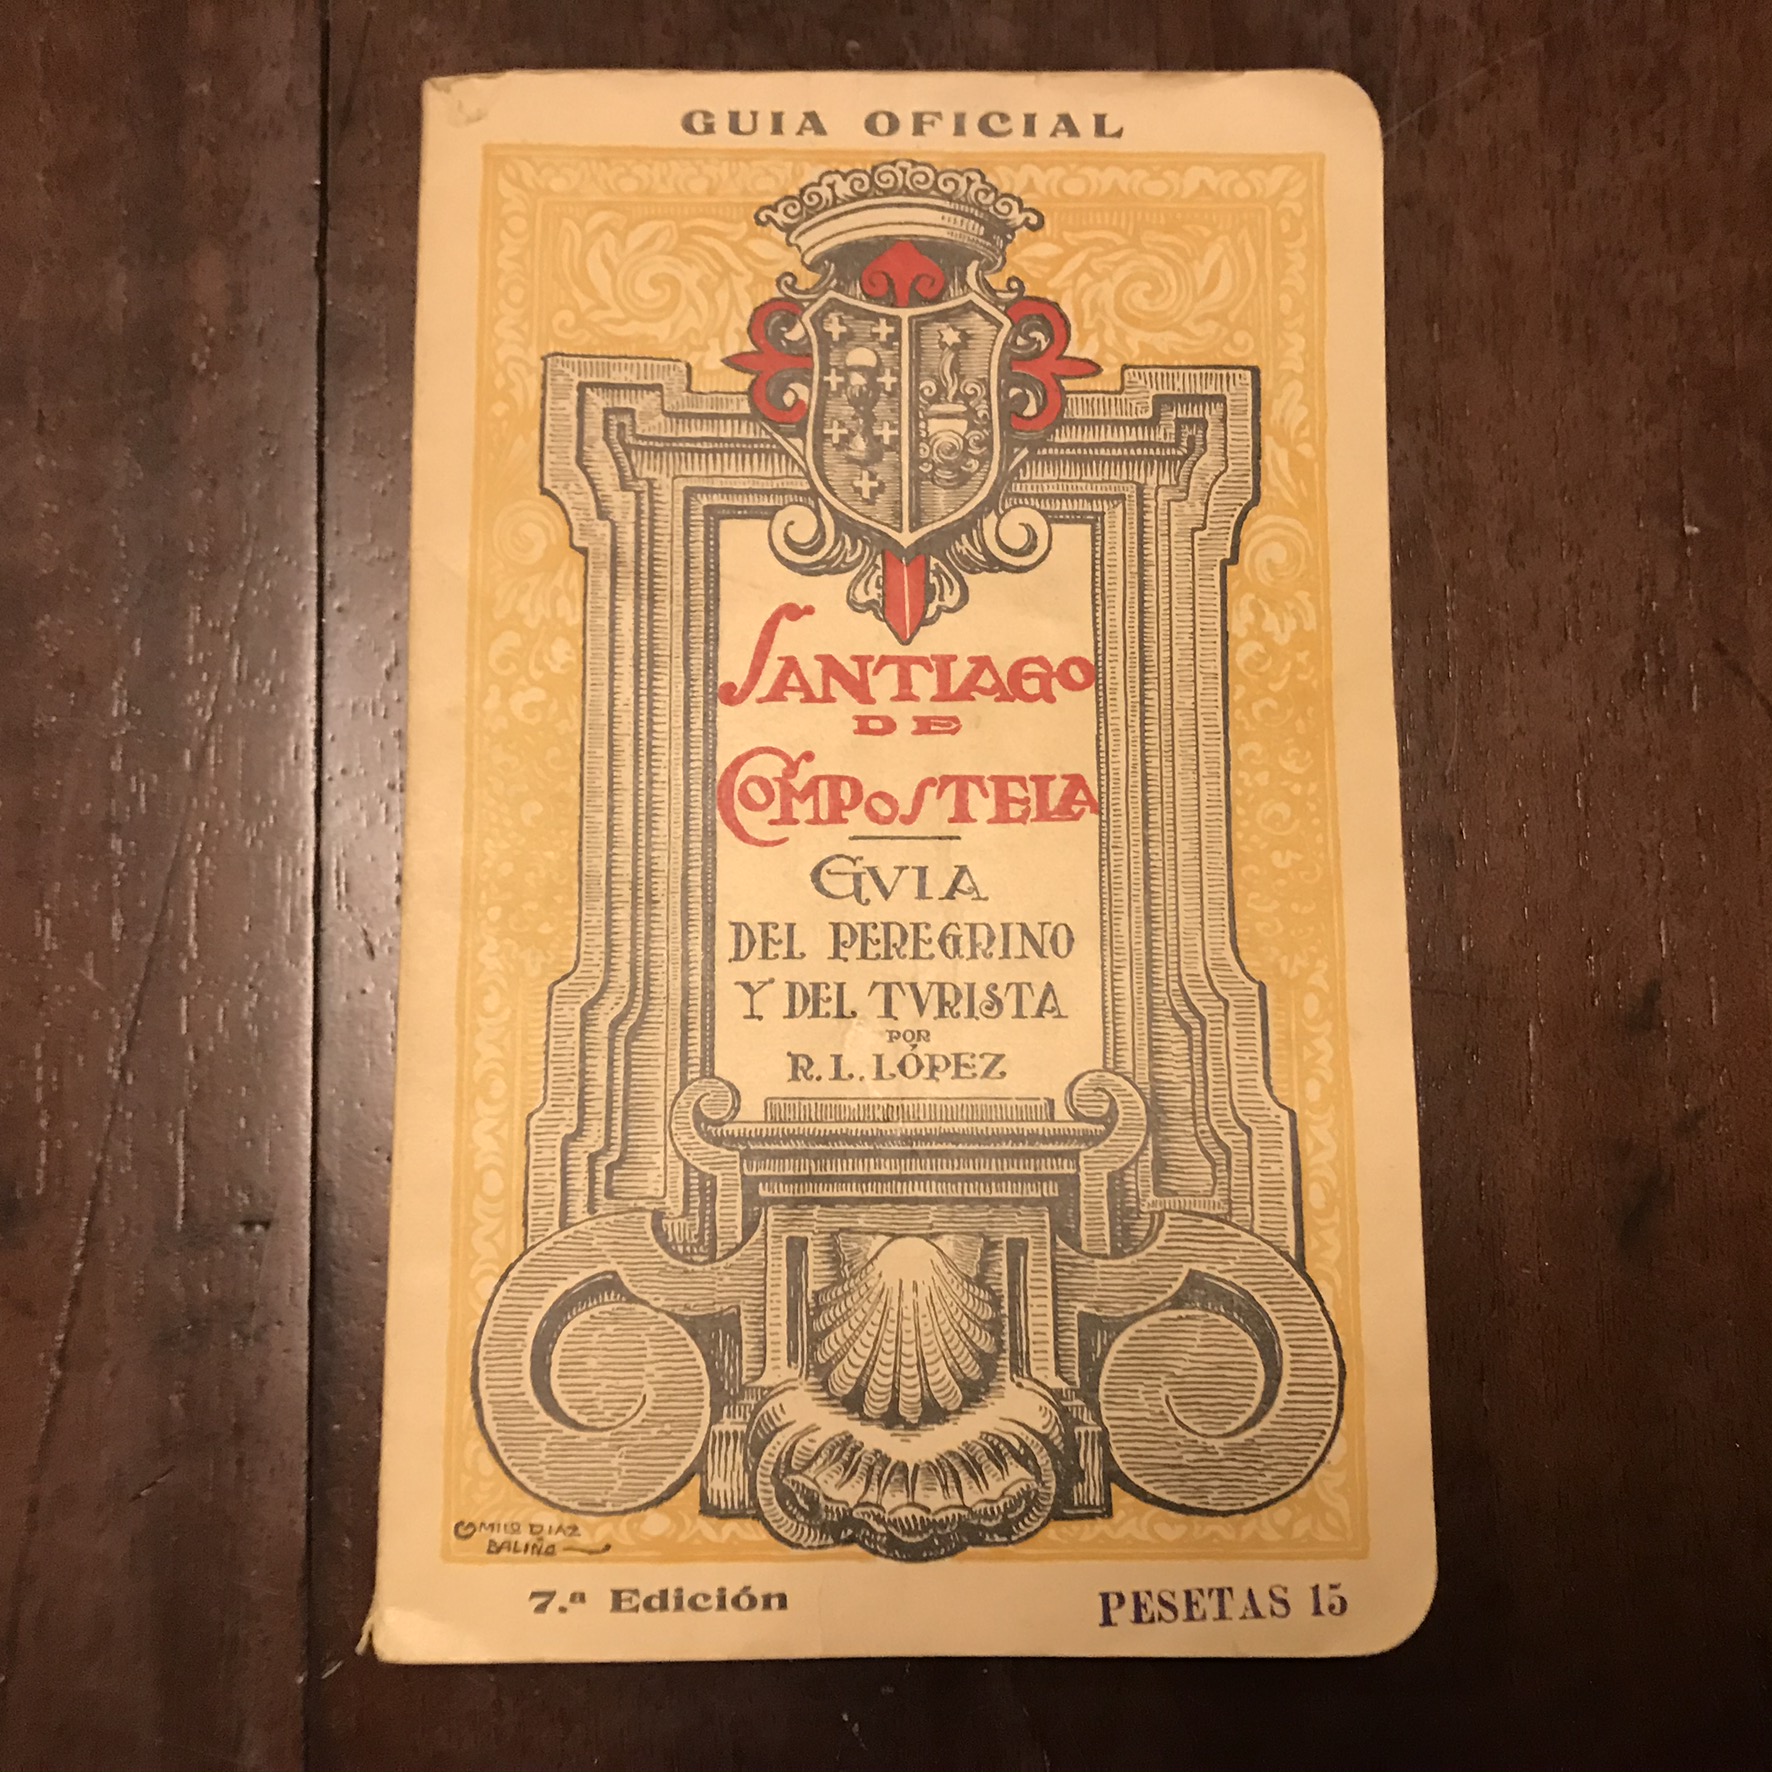 GUIA OFICIAL
SANTIAGO
DE
COMPOSTELA
GVIA
DEL PEREGRINO
Y DEL TVRISTA
POR
R. L. LÓPEZ
CAMILO DIAZ
BALIÑO
7.ª Edición
PESETAS 15